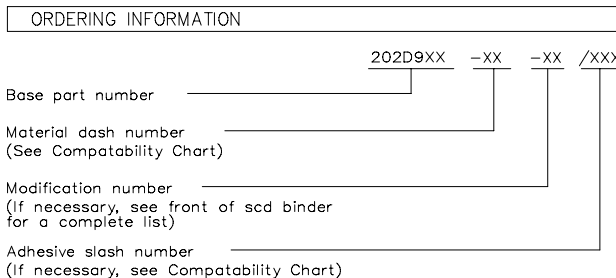 ORDERING INFORMATION
202D9XX -XX -XX /XXX
Base part number
Material dash number
(See Compatability Chart)
Modification number
(If necessary, see front of scd binder
for a complete list)
Adhesive slash number
(If necessary, see Compatability Chart)